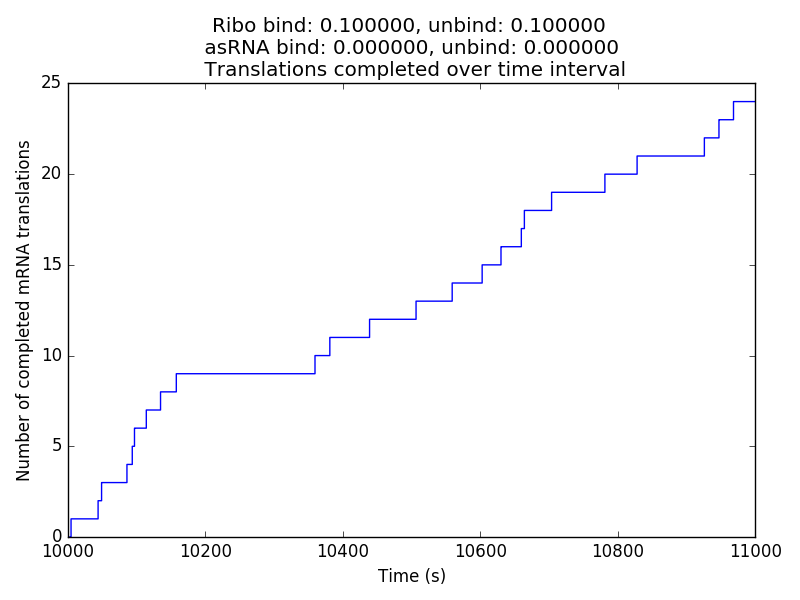 Ribo bind: 0.100000, unbind: 0.100000
asRNA bind: 0.000000, unbind: 0.000000
Translations completed over time interval
25
20
15
10
5
0
Number of completed mRNA translations
10000 10200 10400 10600 10800 11000
Time (s)